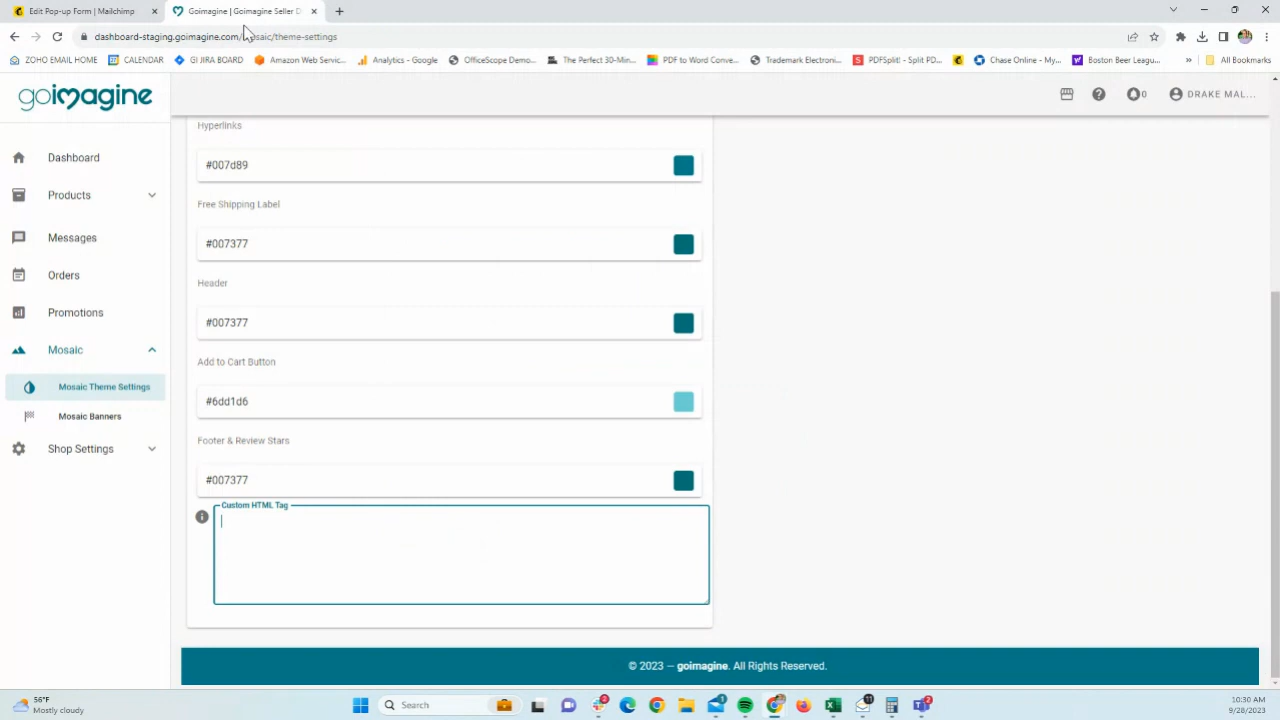 Edit Pop-up Form | Mailchimp
Goimagine | Goimagine Seller D
dashboard-staging.goimagine.com/mosaic/theme-settings
ZOHO EMAIL HOME
CALENDAR
GI JIRA BOARD
Amazon Web Servic...
Analytics - Google
OfficeScope Demo...
The Perfect 30-Min...
PDF to Word Conve...
Trademark Electroni...
PDFSplit! - Split PD...
Chase Online - My...
Boston Beer Leagu...
»
All Bookmarks
goimagine
0
DRAKE MAL...
Dashboard
Products
Messages
Orders
Promotions
Mosaic
Mosaic Theme Settings
Mosaic Banners
Shop Settings
Hyperlinks
#007d89
Free Shipping Label
#007377
Header
#007377
Add to Cart Button
#6dd1d6
Footer & Review Stars
#007377
Custom HTML Tag
© 2023 – goimagine. All Rights Reserved.
56°F
Mostly cloudy
Search
10:30 AM
9/28/2023